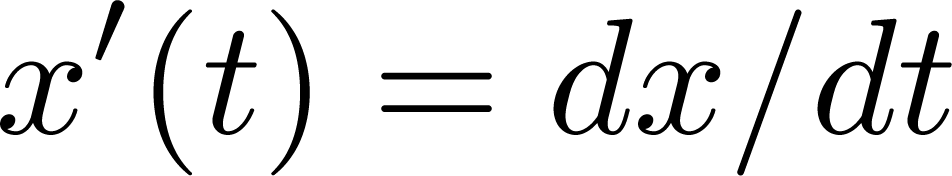 x′(t) = dx/dt